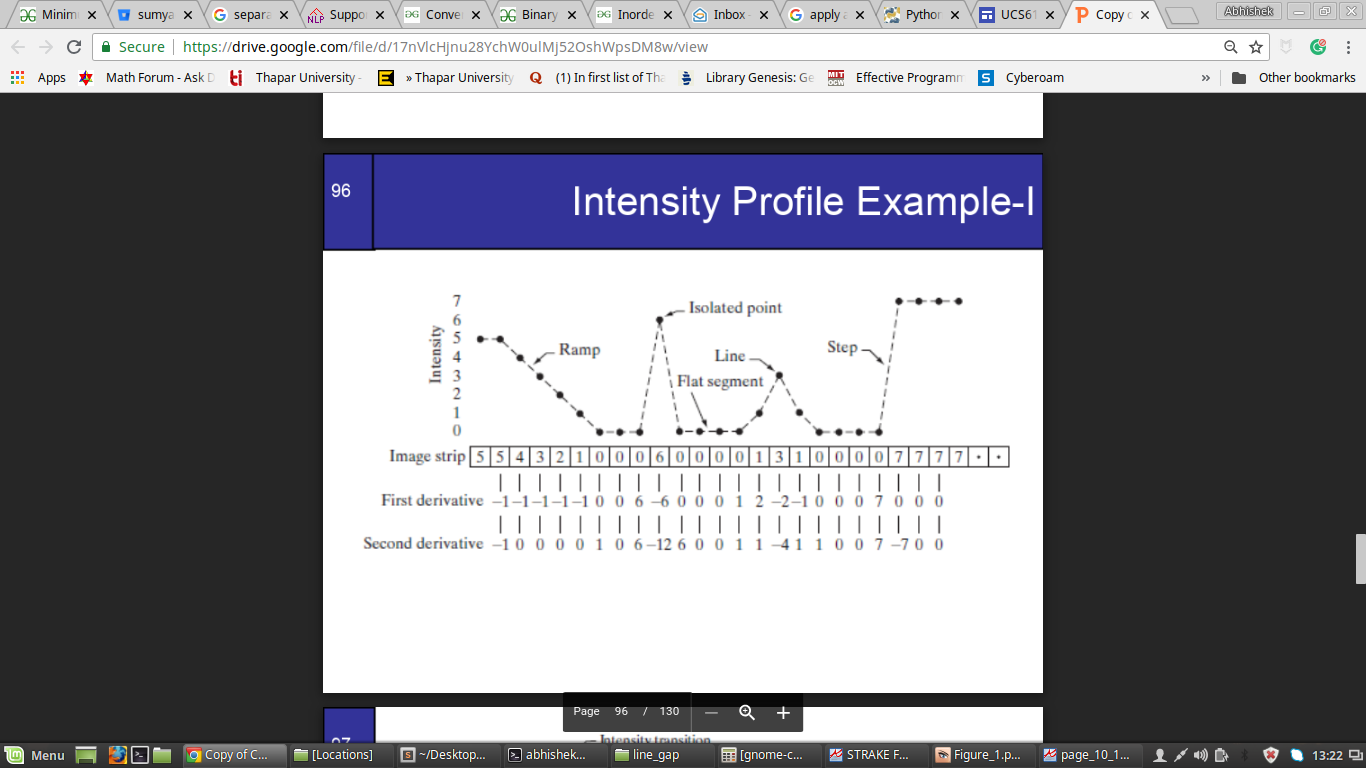 Minim sumya separa Suppo Conver Binary Inorde Inbox - apply a Python UCS61 Copy o Abhishek
Secure https://drive.google.com/file/d/17nVlcHjnu28YchW0ulMj52OshWpsDM8w/view
Apps Math Forum - Ask D Thapar University - » Thapar University (1) In first list of Tha Library Genesis: Ge MIT OCW Effective Programm Cyberoam » Other bookmarks
96
Intensity Profile Example-I
7
6
5
4
3
2
1
0
Intensity
Ramp
Isolated point
Line
Flat segment
Step
Image strip 5 5 4 3 2 1 0 0 0 6 0 0 0 0 1 3 1 0 0 0 0 7 7 7 7 · ·
First derivative −1 −1 −1 −1 −1 0 0 6 −6 0 0 0 1 2 −2 −1 0 0 0 7 0 0 0
Second derivative −1 0 0 0 0 1 0 6 −12 6 0 0 1 1 −4 1 1 0 0 7 −7 0 0
Page 96 / 130
97
Intensity transition
Menu Copy of C... [Locations] ~/Desktop... abhishek... line_gap [gnome-c... STRAKE F... Figure_1.p... page_10_1... 13:22